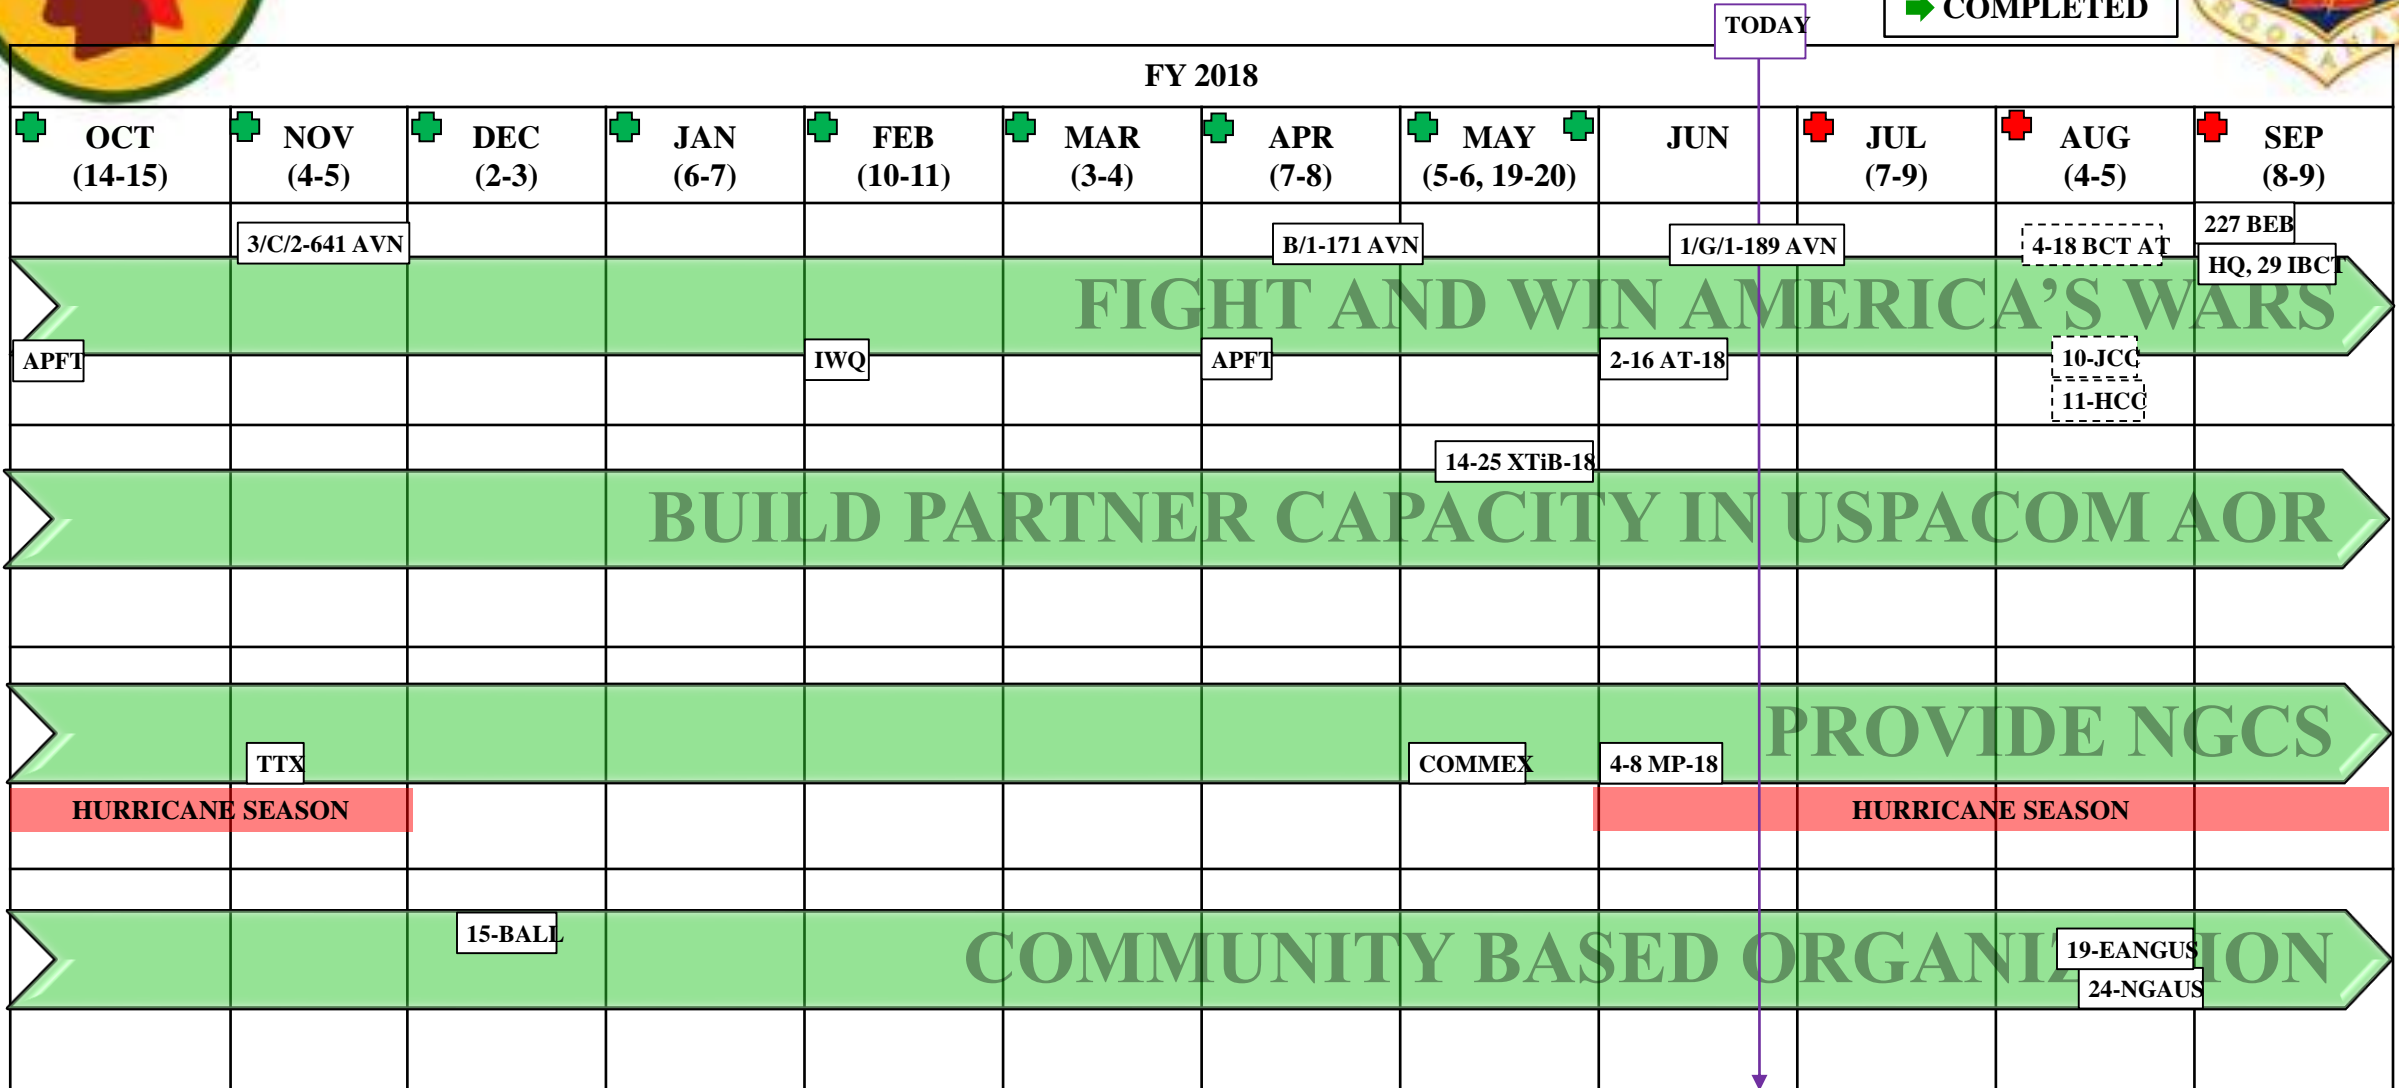 COMPLETED
TODAY
FY 2018
OCT
(14-15)
NOV
(4-5)
DEC
(2-3)
JAN
(6-7)
FEB
(10-11)
MAR
(3-4)
APR
(7-8)
MAY
(5-6, 19-20)
JUN
JUL
(7-9)
AUG
(4-5)
SEP
(8-9)
3/C/2-641 AVN
B/1-171 AVN
1/G/1-189 AVN
4-18 BCT AT
227 BEB
HQ, 29 IBCT
FIGHT AND WIN AMERICA’S WARS
APFT
IWQ
APFT
2-16 AT-18
10-JCC
11-HCC
14-25 XTiB-18
BUILD PARTNER CAPACITY IN USPACOM AOR
PROVIDE NGCS
TTX
COMMEX
4-8 MP-18
HURRICANE SEASON
HURRICANE SEASON
15-BALL
COMMUNITY BASED ORGANIZATION
19-EANGUS
24-NGAUS